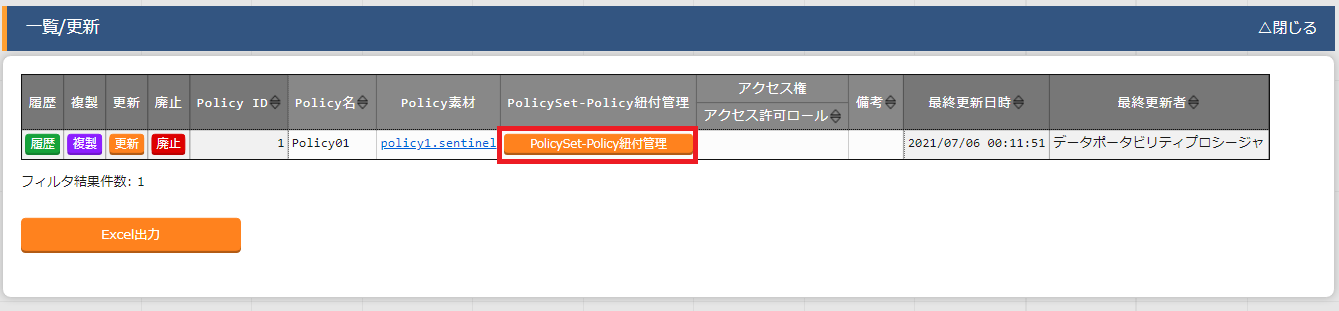 一覧/更新 △閉じる
履歴 複製 更新 廃止 Policy ID Policy名 Policy素材 PolicySet-Policy紐付管理 アクセス権 備考 最終更新日時 最終更新者
アクセス許可ロール
履歴 複製 更新 廃止 1 Policy01 policy1.sentinel PolicySet-Policy紐付管理 2021/07/06 00:11:51 データポータビリティプロシージャ
フィルタ結果件数: 1
Excel出力